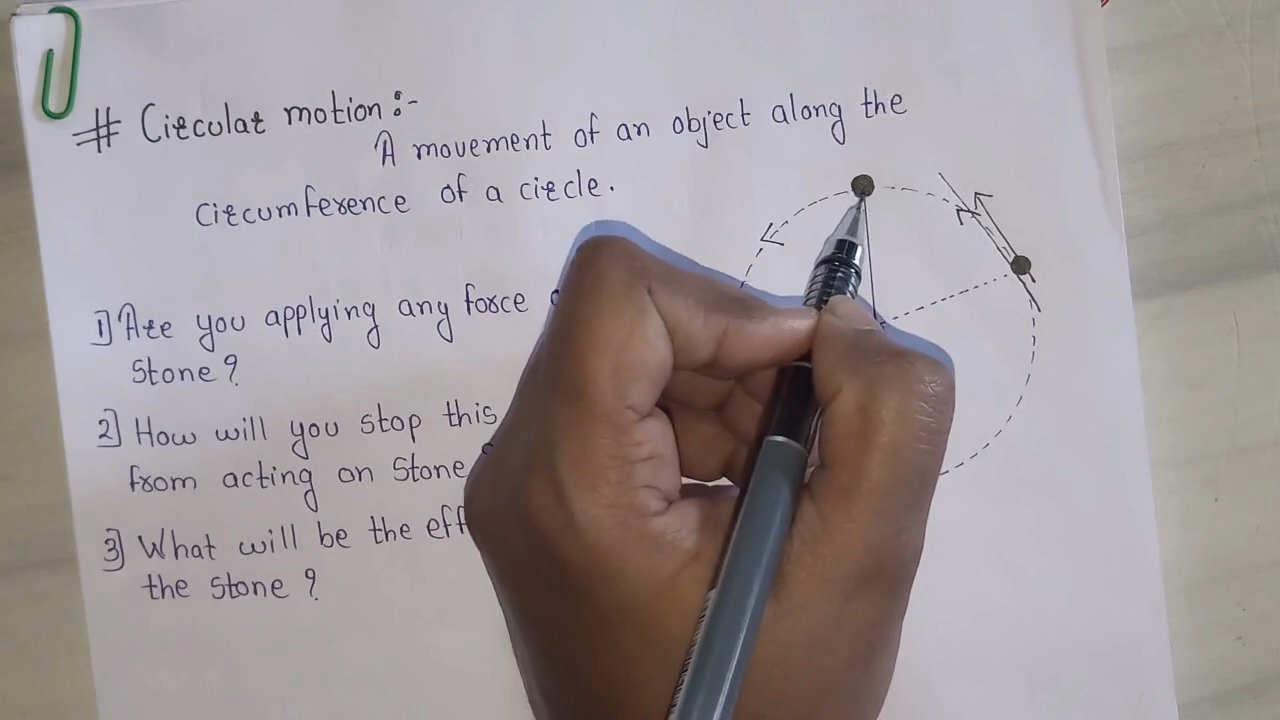 # Circular motion :-
A movement of an object along the
circumference of a circle.
1] Are you applying any force
Stone ?
2] How will you stop this
from acting on Stone
3] What will be the eff
the Stone ?